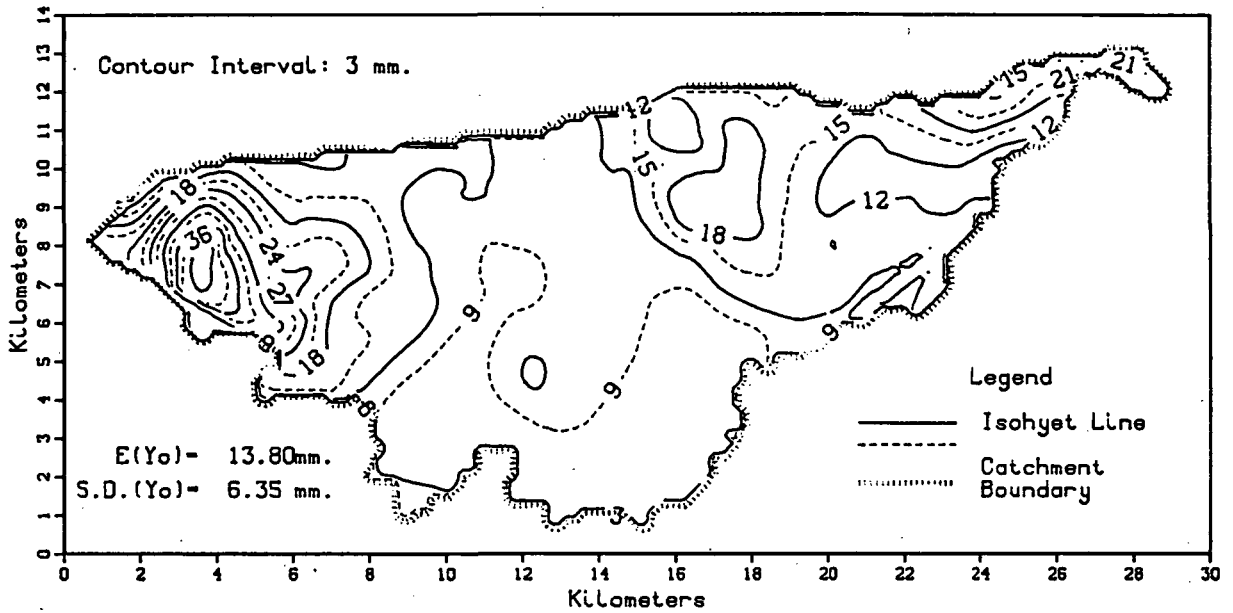 Contour Interval: 3 mm.
15
21
21
12
15
12
15
18
12
18
36
24
27
9
9
18
9
8
E(Yo)= 13.80mm.
S.D.(Yo)= 6.35 mm.
3
Legend
Isohyet Line
Catchment
Boundary
Kilometers
0 1 2 3 4 5 6 7 8 9 10 11 12 13 14
0 2 4 6 8 10 12 14 16 18 20 22 24 26 28 30
Kilometers